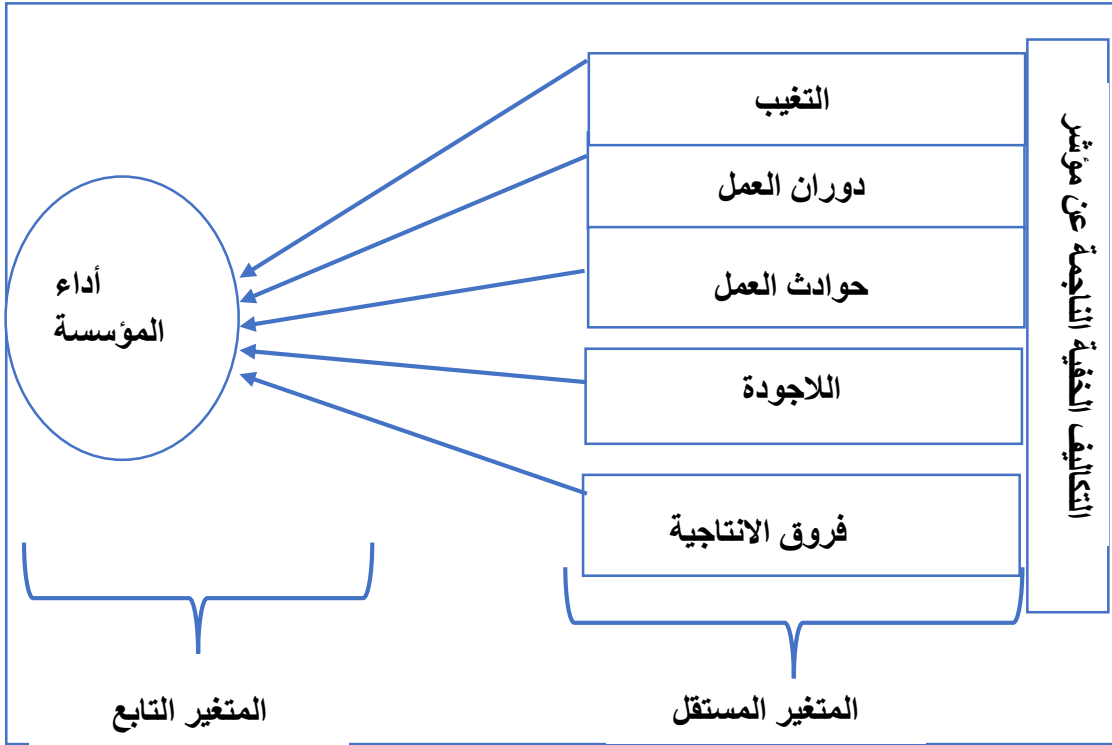 التكاليف الخفية الناجمة عن مؤشر
التغيب
دوران العمل
حوادث العمل
اللاجودة
فروق الانتاجية
أداء
المؤسسة
المتغير المستقل
المتغير التابع